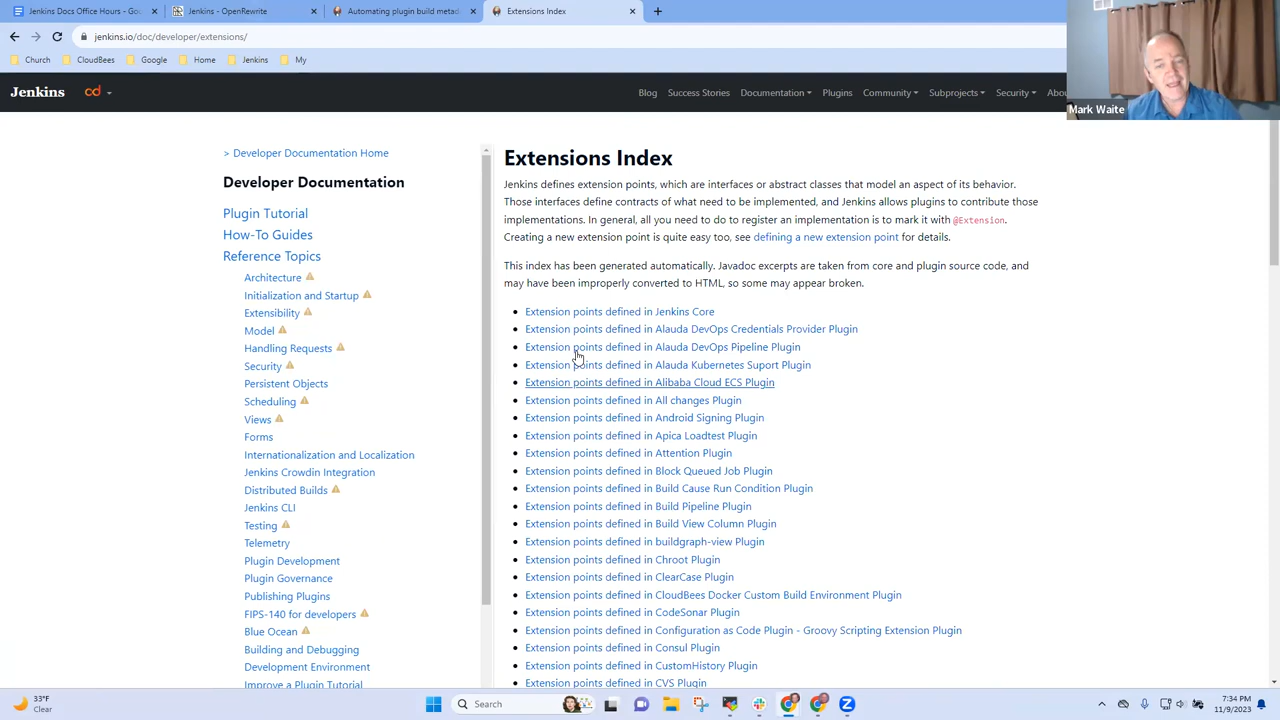 Jenkins Docs Office Hours - Go
Jenkins - OpenRewrite
Automating plugin build metad
Extensions Index
jenkins.io/doc/developer/extensions/
Church
CloudBees
Google
Home
Jenkins
My
Jenkins
cd
Blog
Success Stories
Documentation
Plugins
Community
Subprojects
Security
Abou
Mark Waite
> Developer Documentation Home
Developer Documentation
Plugin Tutorial
How-To Guides
Reference Topics
Architecture
Initialization and Startup
Extensibility
Model
Handling Requests
Security
Persistent Objects
Scheduling
Views
Forms
Internationalization and Localization
Jenkins Crowdin Integration
Distributed Builds
Jenkins CLI
Testing
Telemetry
Plugin Development
Plugin Governance
Publishing Plugins
FIPS-140 for developers
Blue Ocean
Building and Debugging
Development Environment
Improve a Plugin Tutorial
Extensions Index
Jenkins defines extension points, which are interfaces or abstract classes that model an aspect of its behavior.
Those interfaces define contracts of what need to be implemented, and Jenkins allows plugins to contribute those
implementations. In general, all you need to do to register an implementation is to mark it with @Extension.
Creating a new extension point is quite easy too, see defining a new extension point for details.
This index has been generated automatically. Javadoc excerpts are taken from core and plugin source code, and
may have been improperly converted to HTML, so some may appear broken.
Extension points defined in Jenkins Core
Extension points defined in Alauda DevOps Credentials Provider Plugin
Extension points defined in Alauda DevOps Pipeline Plugin
Extension points defined in Alauda Kubernetes Suport Plugin
Extension points defined in Alibaba Cloud ECS Plugin
Extension points defined in All changes Plugin
Extension points defined in Android Signing Plugin
Extension points defined in Apica Loadtest Plugin
Extension points defined in Attention Plugin
Extension points defined in Block Queued Job Plugin
Extension points defined in Build Cause Run Condition Plugin
Extension points defined in Build Pipeline Plugin
Extension points defined in Build View Column Plugin
Extension points defined in buildgraph-view Plugin
Extension points defined in Chroot Plugin
Extension points defined in ClearCase Plugin
Extension points defined in CloudBees Docker Custom Build Environment Plugin
Extension points defined in CodeSonar Plugin
Extension points defined in Configuration as Code Plugin - Groovy Scripting Extension Plugin
Extension points defined in Consul Plugin
Extension points defined in CustomHistory Plugin
Extension points defined in CVS Plugin
33°F
Clear
Search
7:34 PM
11/9/2023